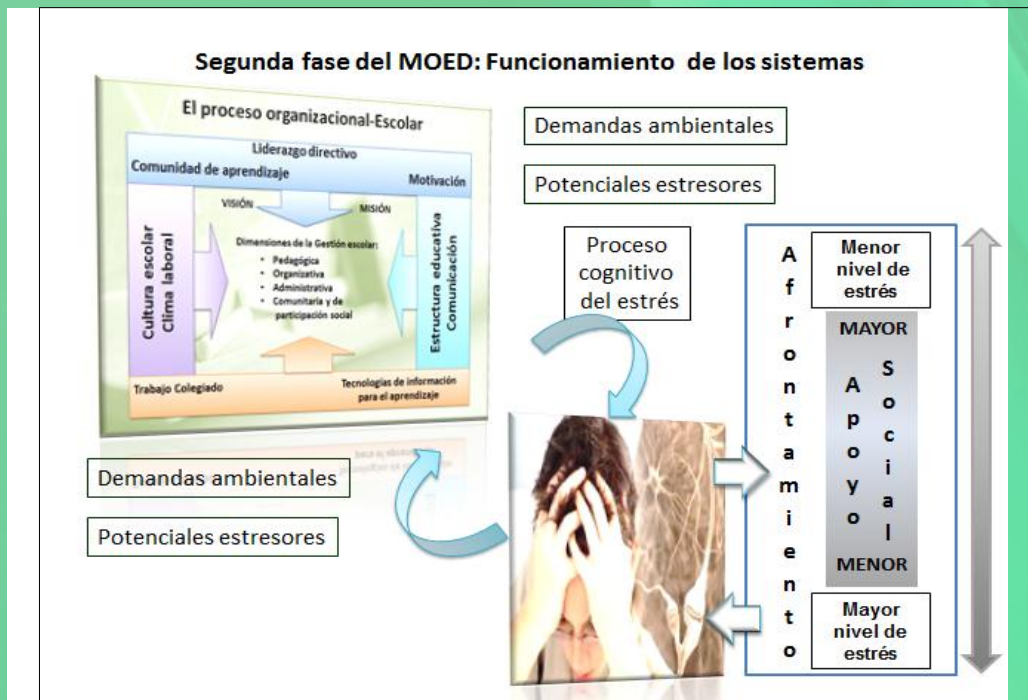 Segunda fase del MOED: Funcionamiento de los sistemas
El proceso organizacional-Escolar
Liderazgo directivo
Comunidad de aprendizaje
Motivación
Cultura escolar
Clima laboral
VISIÓN
MISIÓN
Dimensiones de la Gestión escolar:
• Pedagógica
• Organizativa
• Administrativa
• Comunitaria y de
participación social
Estructura educativa
Comunicación
Trabajo Colegiado
Tecnologías de información
para el aprendizaje
Demandas ambientales
Potenciales estresores
Proceso
cognitivo
del estrés
Demandas ambientales
Potenciales estresores
Afrontamiento
Menor
nivel de
estrés
MAYOR
Apoyo
Social
MENOR
Mayor
nivel de
estrés